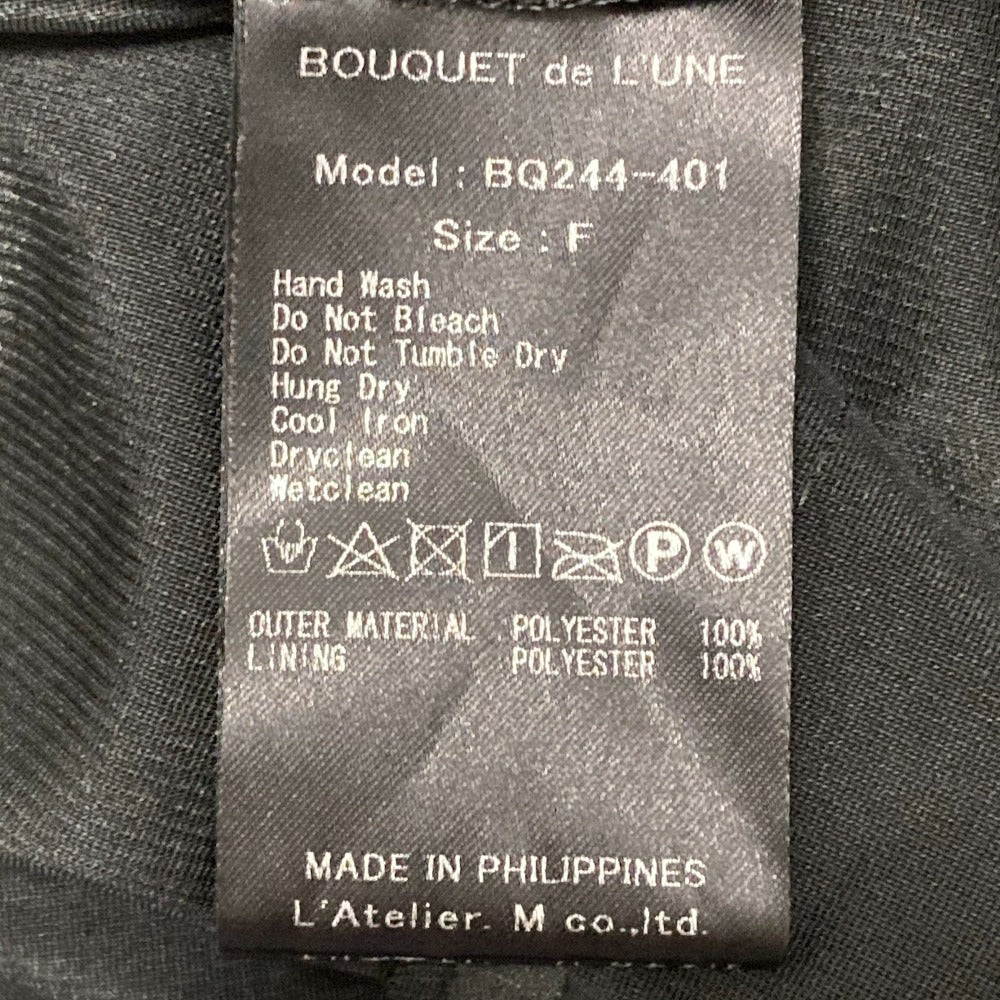 BOUQUET de L'UNE
Model : BQ244-401
Size : F
Hand Wash
Do Not Bleach
Do Not Tumble Dry
Hung Dry
Cool Iron
Dryclean
Wetclean
P W
OUTER MATERIAL : POLYESTER 100%
LINING POLYESTER 100%
MADE IN PHILIPPINES
L'Atelier. M co.,ltd.